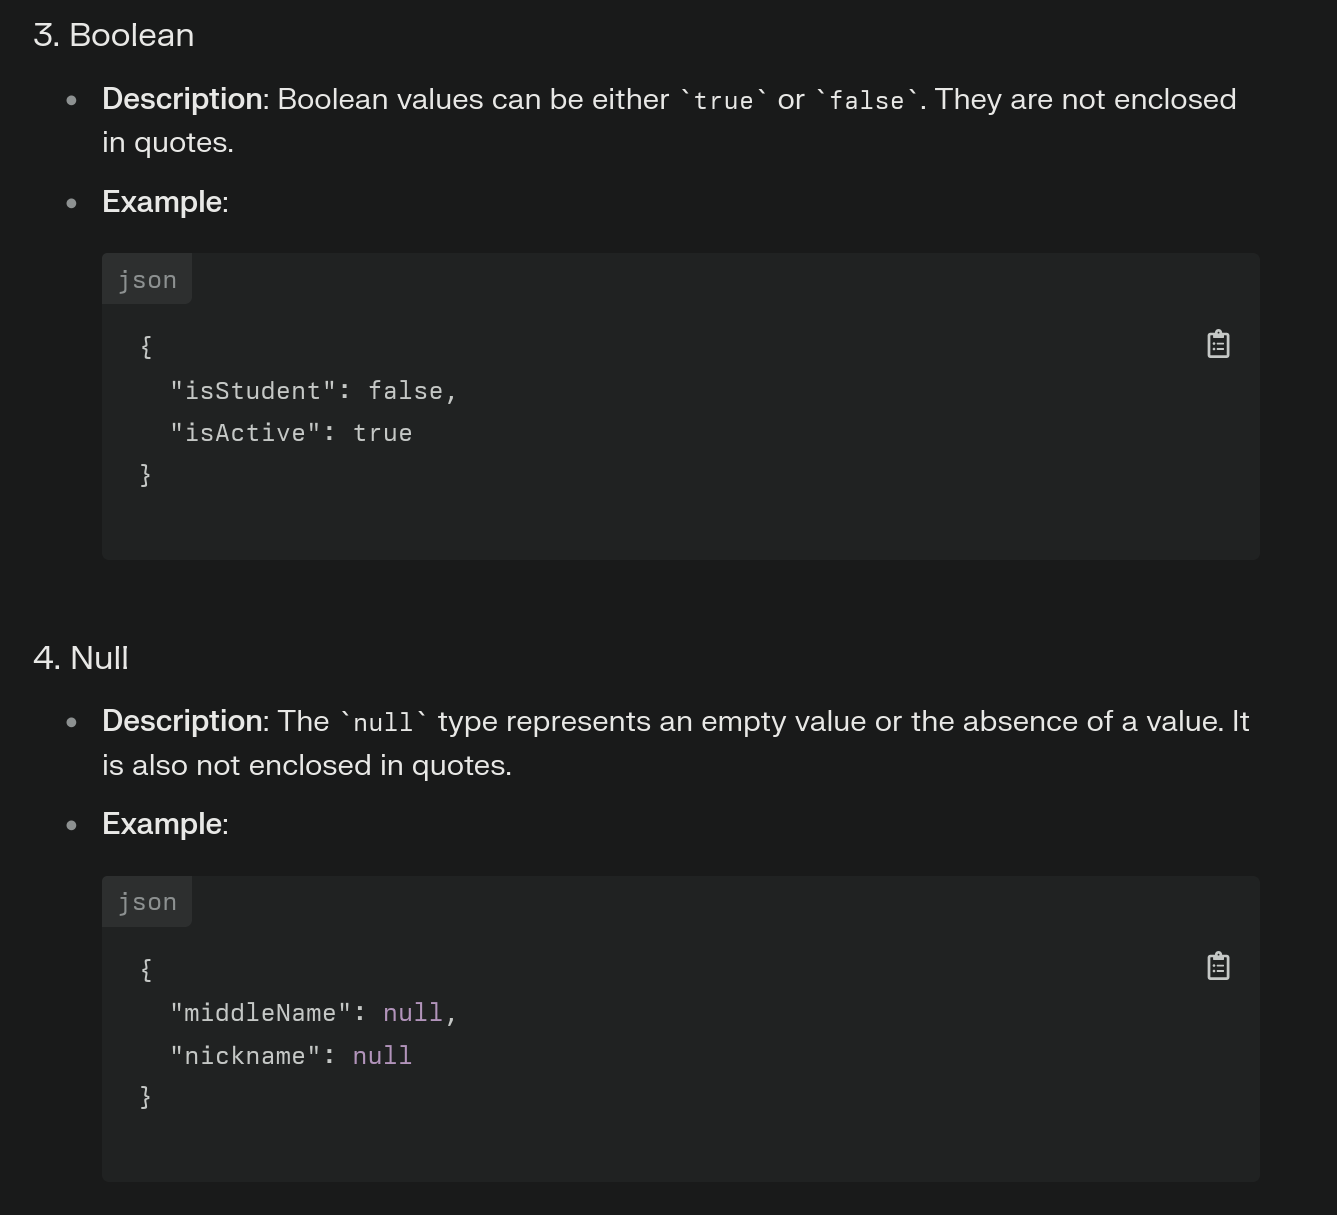 3. Boolean
• Description: Boolean values can be either `true` or `false`. They are not enclosed
in quotes.
• Example:
json
{
  "isStudent": false,
  "isActive": true
}
4. Null
• Description: The `null` type represents an empty value or the absence of a value. It
is also not enclosed in quotes.
• Example:
json
{
  "middleName": null,
  "nickname": null
}